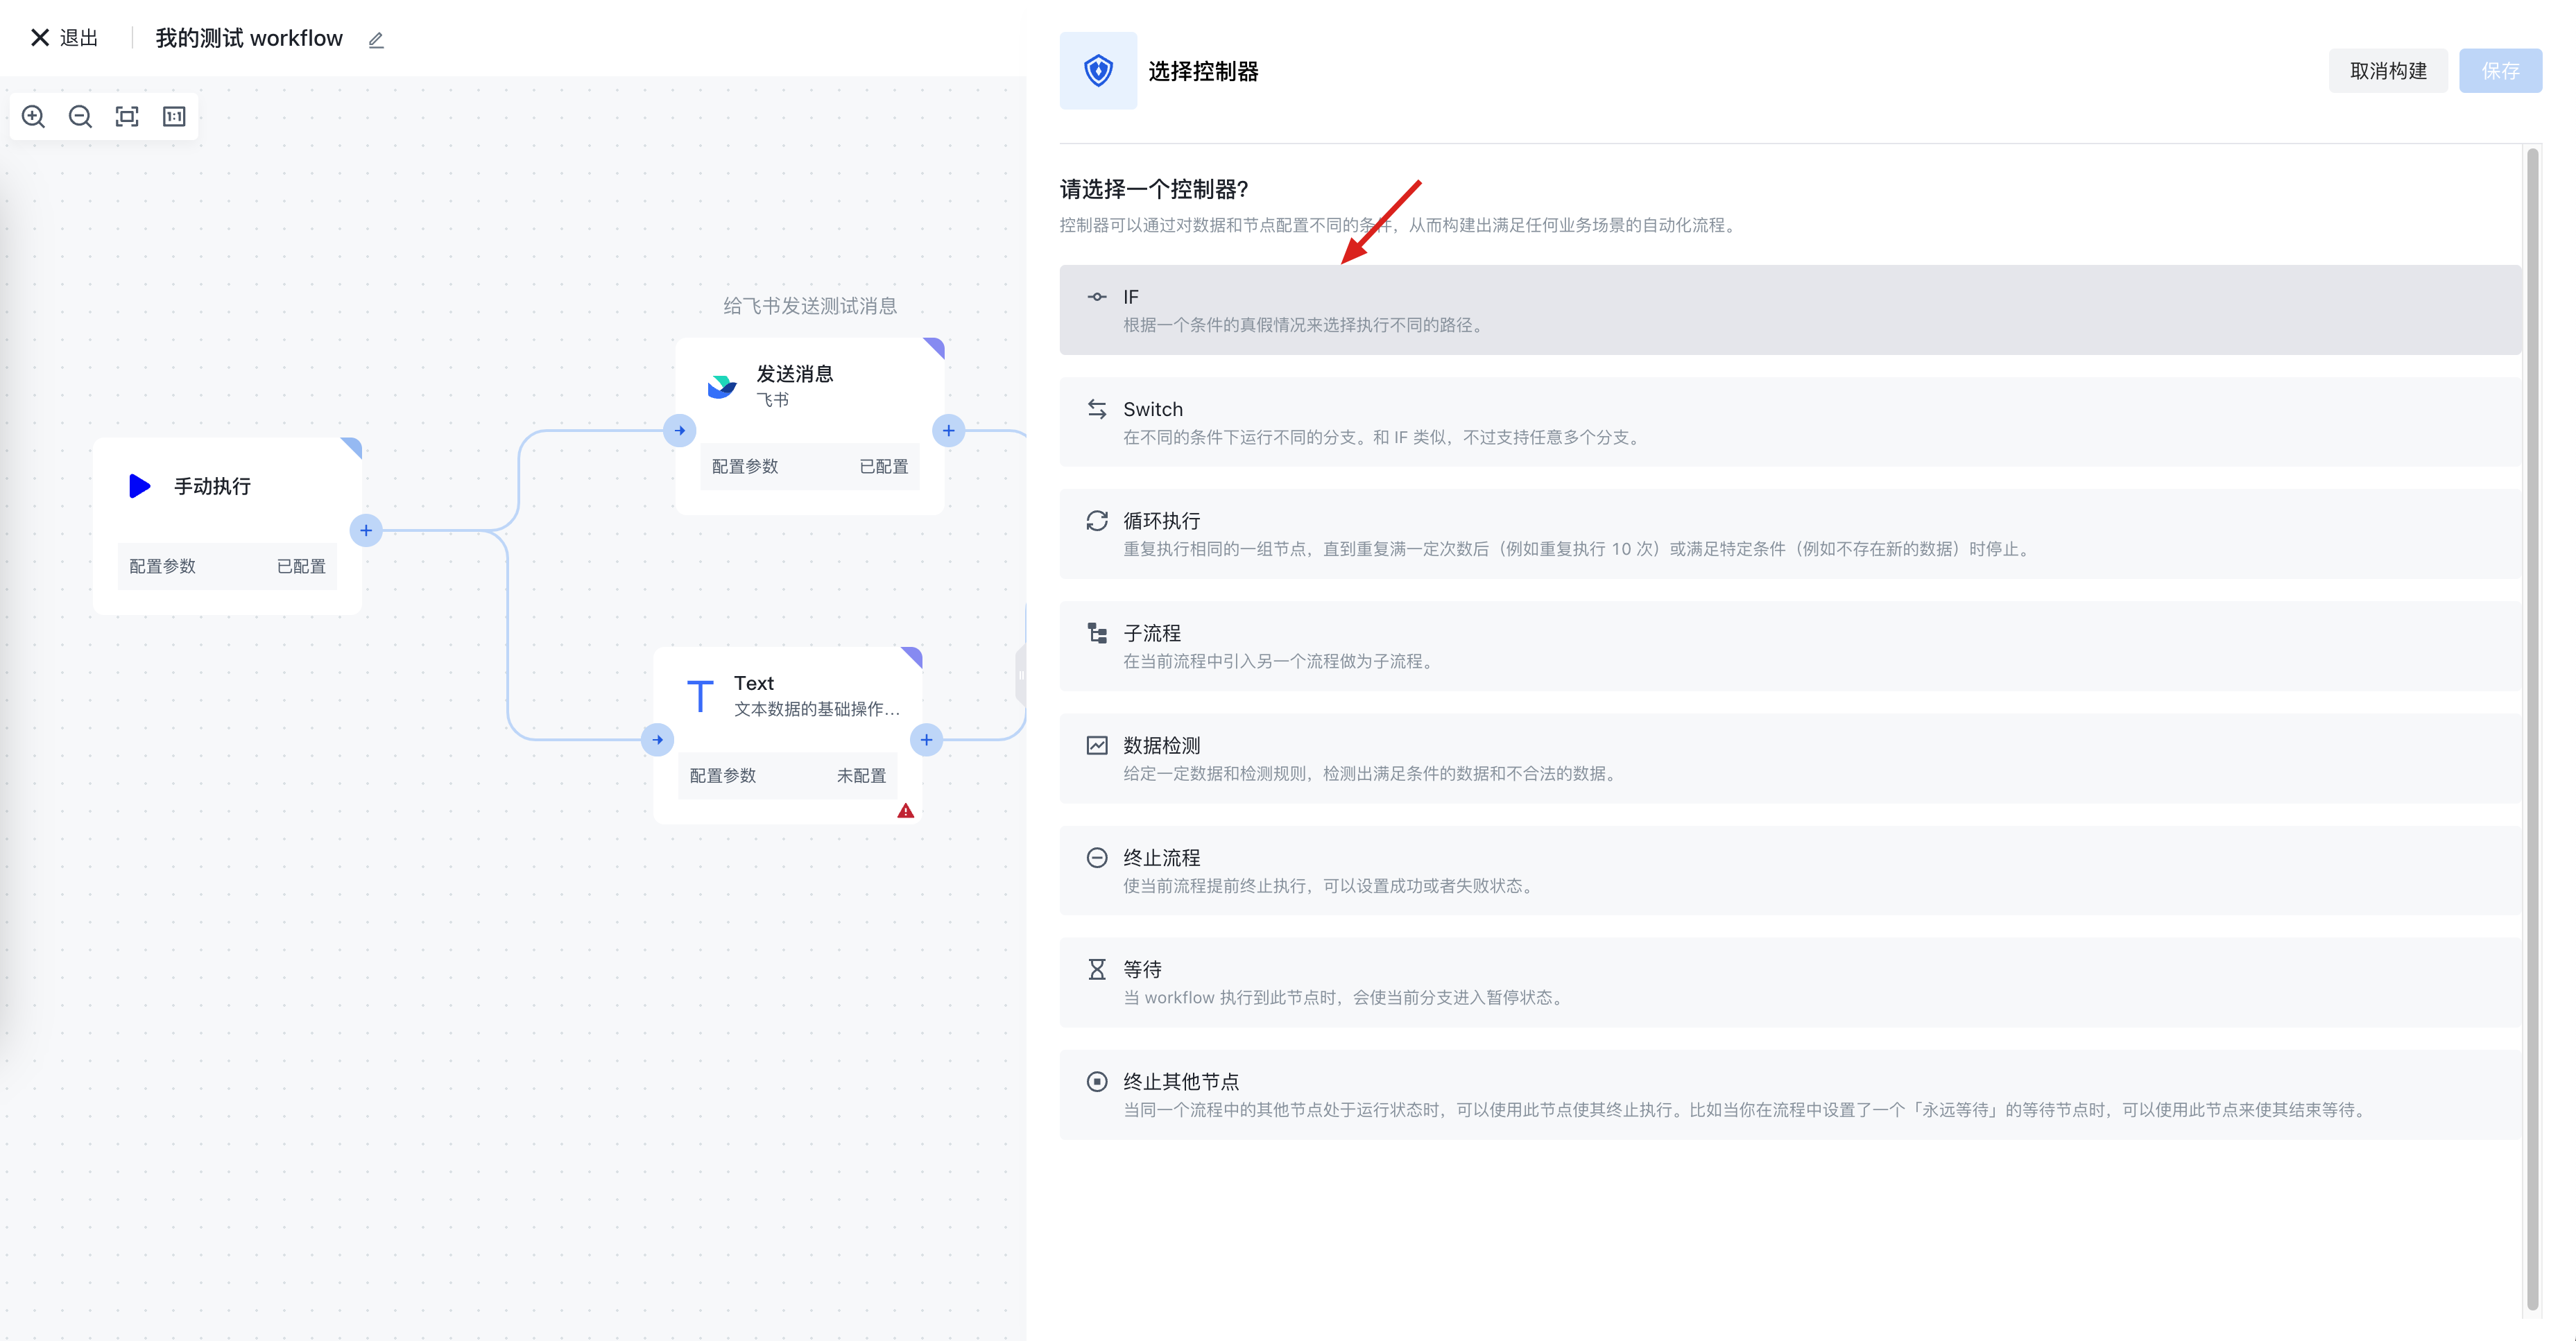 退出
我的测试 workflow
1:1
给飞书发送测试消息
发送消息
飞书
配置参数 已配置
手动执行
配置参数 已配置
Text
文本数据的基础操作...
配置参数 未配置
选择控制器
取消构建
保存
请选择一个控制器?
控制器可以通过对数据和节点配置不同的条件，从而构建出满足任何业务场景的自动化流程。
IF
根据一个条件的真假情况来选择执行不同的路径。
Switch
在不同的条件下运行不同的分支。和 IF 类似，不过支持任意多个分支。
循环执行
重复执行相同的一组节点，直到重复满一定次数后（例如重复执行 10 次）或满足特定条件（例如不存在新的数据）时停止。
子流程
在当前流程中引入另一个流程做为子流程。
数据检测
给定一定数据和检测规则，检测出满足条件的数据和不合法的数据。
终止流程
使当前流程提前终止执行，可以设置成功或者失败状态。
等待
当 workflow 执行到此节点时，会使当前分支进入暂停状态。
终止其他节点
当同一个流程中的其他节点处于运行状态时，可以使用此节点使其终止执行。比如当你在流程中设置了一个「永远等待」的等待节点时，可以使用此节点来使其结束等待。